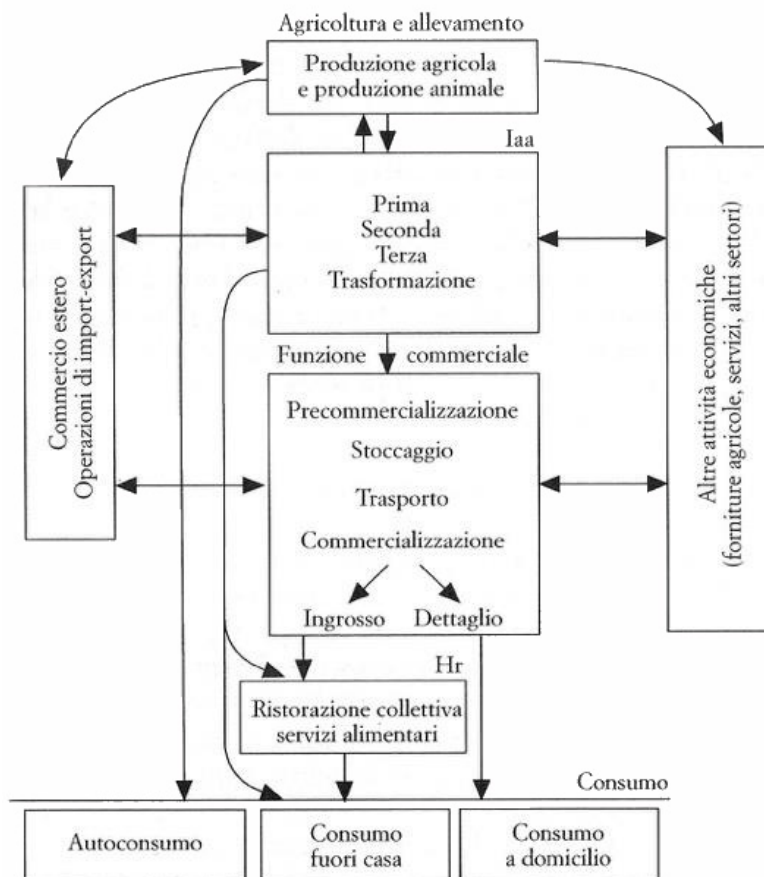 Agricoltura e allevamento
Produzione agricola
e produzione animale
Iaa
Prima
Seconda
Terza
Trasformazione
Commercio estero
Operazioni di import-export
Altre attività economiche
(forniture agricole, servizi, altri settori)
Funzione commerciale
Precommercializzazione
Stoccaggio
Trasporto
Commercializzazione
Ingrosso Dettaglio
Hr
Ristorazione collettiva
servizi alimentari
Consumo
Autoconsumo
Consumo
fuori casa
Consumo
a domicilio